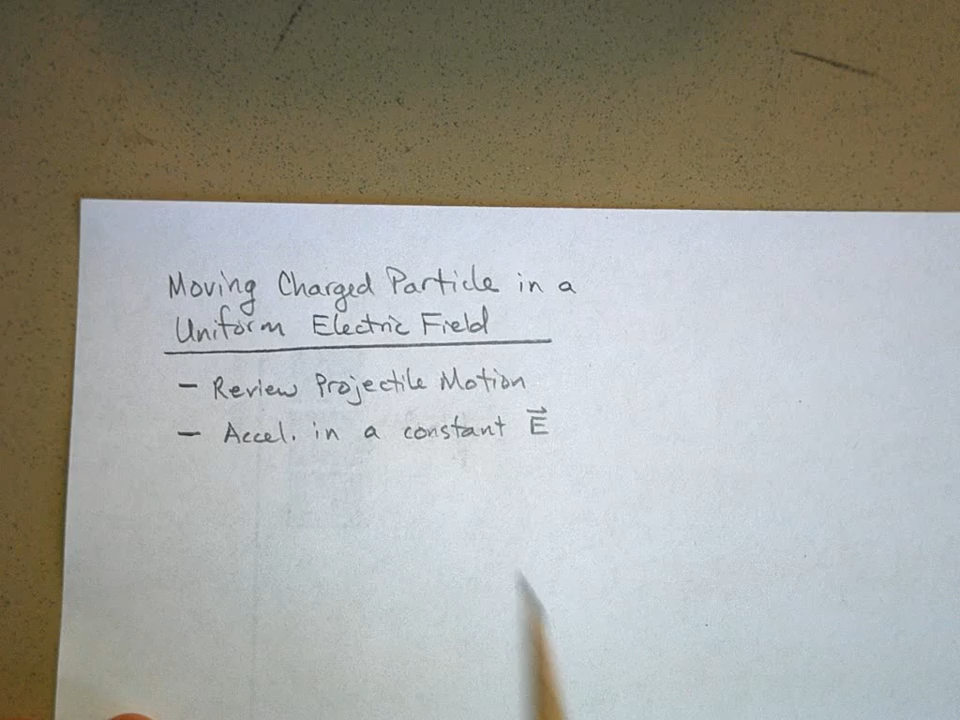 Moving Charged Particle in a
Uniform Electric Field
- Review Projectile Motion
- Accel. in a constant E⃗